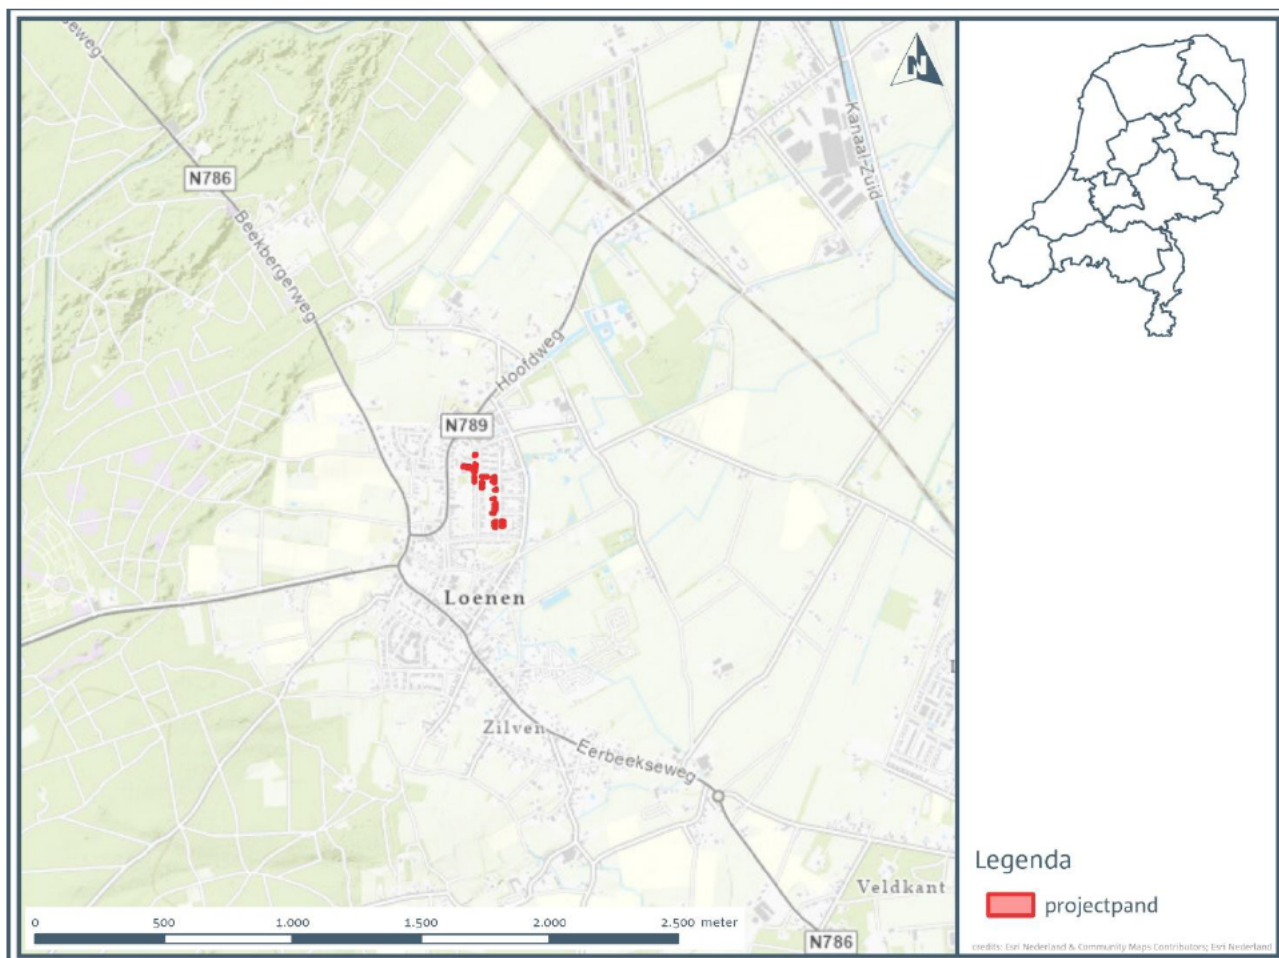 seweg
N
Kanaal-Zuid
N786
Beekbergerweg
Hoofdweg
N789
Loenen
Zilven
Eerbeekseweg
Veldkant
N786
0 500 1.000 1.500 2.000 2.500 meter
Legenda
projectpand
credits: Esri Nederland & Community Maps Contributors; Esri Nederland